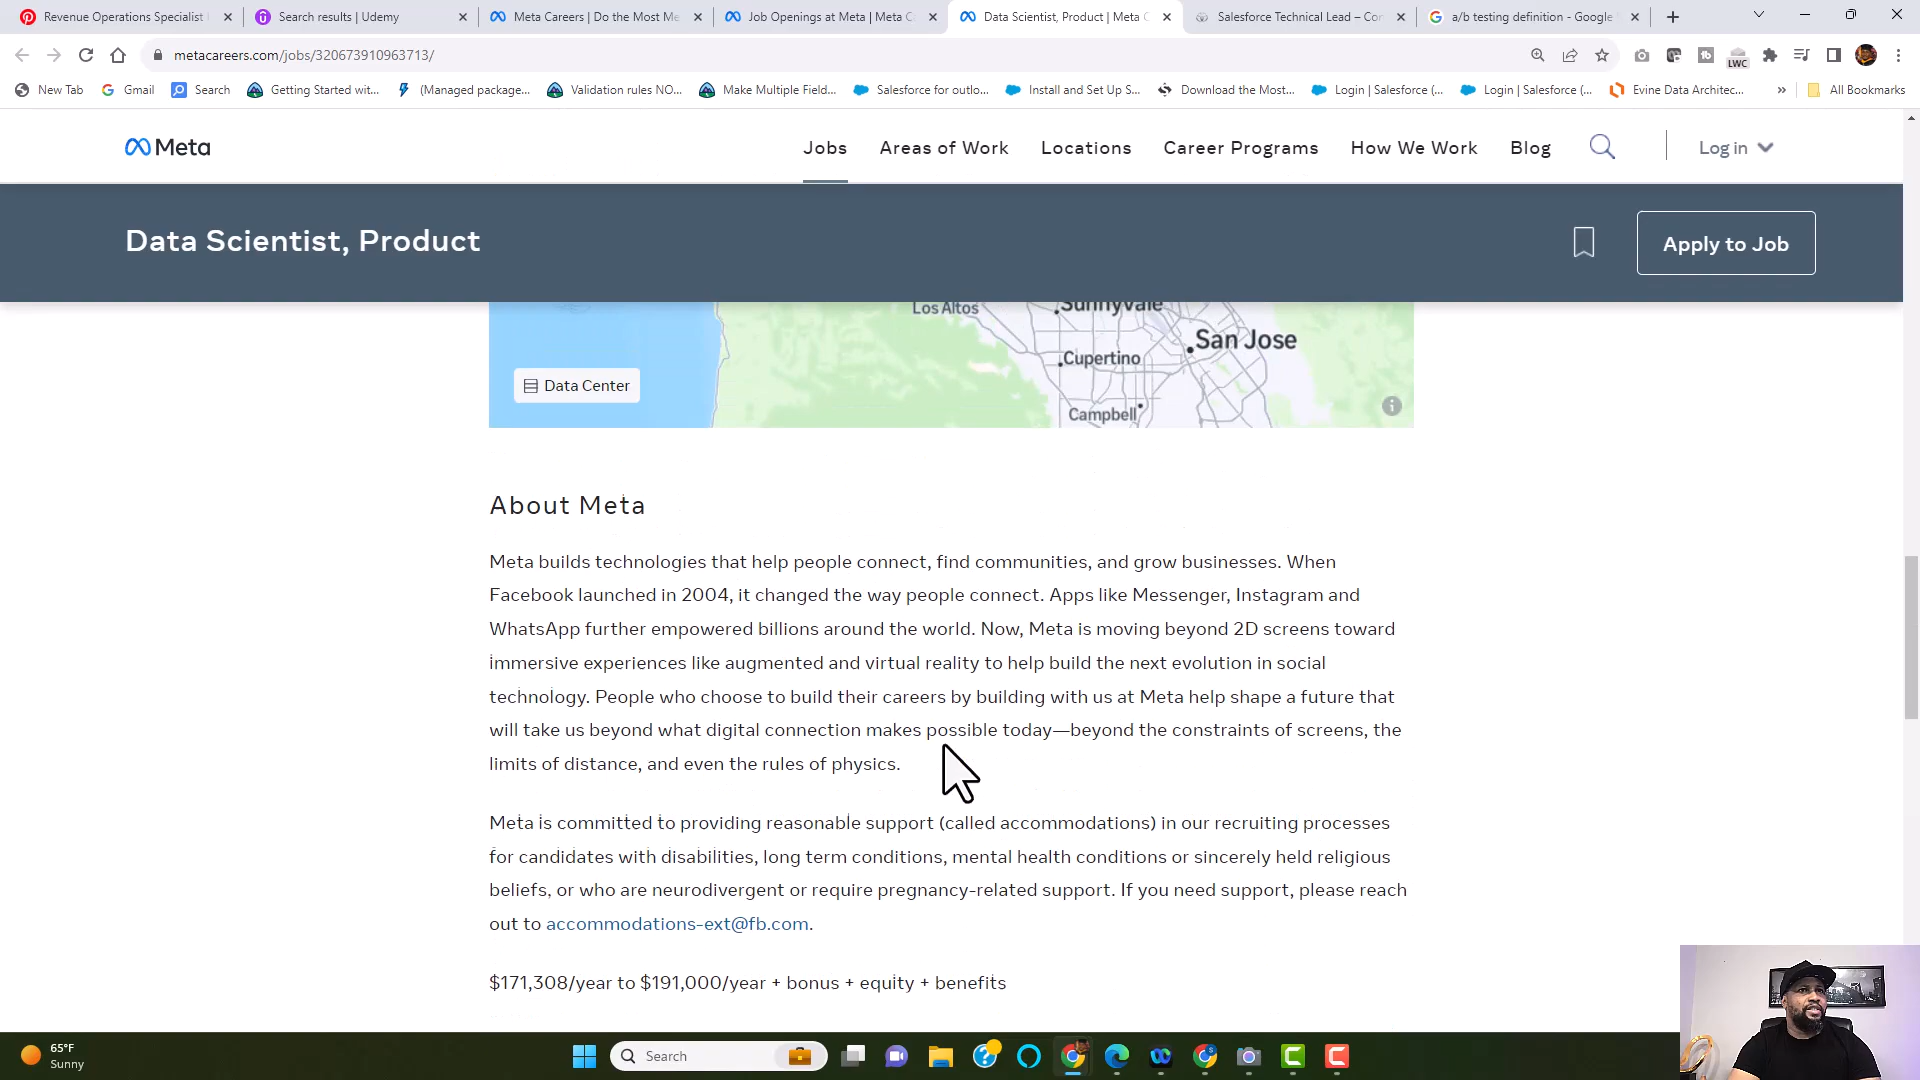 Revenue Operations Specialist
Search results | Udemy
Meta Careers | Do the Most Me
Job Openings at Meta | Meta C
Data Scientist, Product | Meta C
Salesforce Technical Lead – Con
a/b testing definition - Google
metacareers.com/jobs/320673910963713/
LWC
New Tab
Gmail
Search
Getting Started wit...
(Managed package...
Validation rules NO...
Make Multiple Field...
Salesforce for outlo...
Install and Set Up S...
Download the Most...
Login | Salesforce (...
Login | Salesforce (...
Evine Data Architec...
»
All Bookmarks
Meta
Jobs
Areas of Work
Locations
Career Programs
How We Work
Blog
Log in
Data Scientist, Product
Apply to Job
Los Altos
Sunnyvale
San Jose
Cupertino
Data Center
Campbell
About Meta
Meta builds technologies that help people connect, find communities, and grow businesses. When
Facebook launched in 2004, it changed the way people connect. Apps like Messenger, Instagram and
WhatsApp further empowered billions around the world. Now, Meta is moving beyond 2D screens toward
immersive experiences like augmented and virtual reality to help build the next evolution in social
technology. People who choose to build their careers by building with us at Meta help shape a future that
will take us beyond what digital connection makes possible today—beyond the constraints of screens, the
limits of distance, and even the rules of physics.
Meta is committed to providing reasonable support (called accommodations) in our recruiting processes
for candidates with disabilities, long term conditions, mental health conditions or sincerely held religious
beliefs, or who are neurodivergent or require pregnancy-related support. If you need support, please reach
out to accommodations-ext@fb.com.
$171,308/year to $191,000/year + bonus + equity + benefits
65°F
Sunny
Search